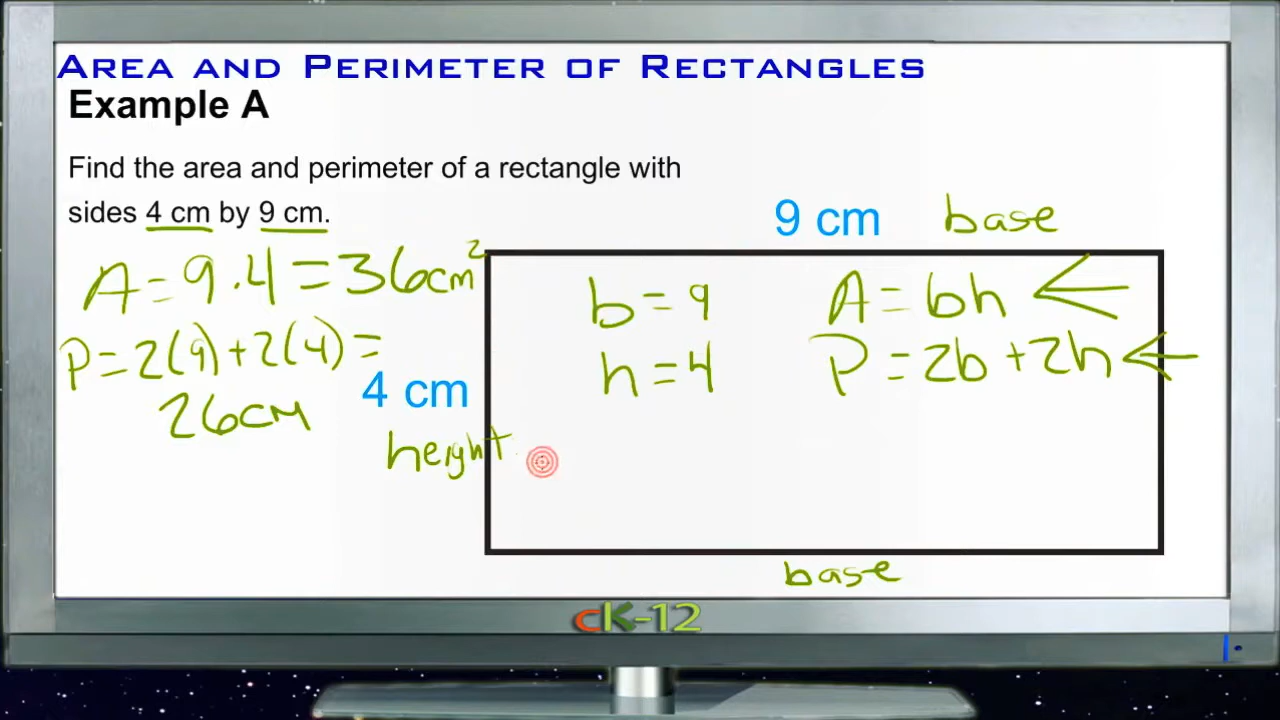 AREA AND PERIMETER OF RECTANGLES
Example A
Find the area and perimeter of a rectangle with
sides 4 cm by 9 cm.
9 cm base
A = 9 · 4 = 36cm²
b = 9 A = bh
P = 2(9) + 2(4) =
h = 4 P = 2b + 2h
26cm
4 cm
height
base
cK-12